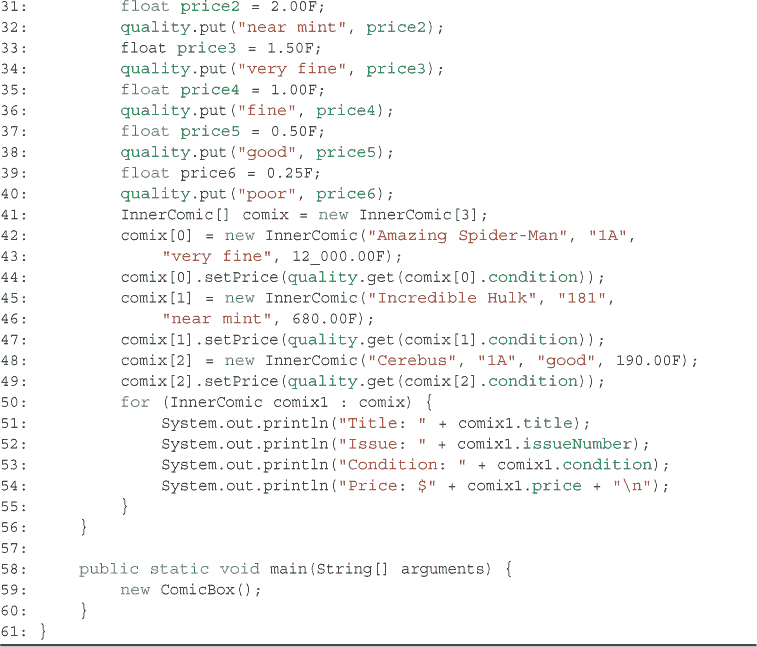 31:         float price2 = 2.00F;
32:         quality.put("near mint", price2);
33:         float price3 = 1.50F;
34:         quality.put("very fine", price3);
35:         float price4 = 1.00F;
36:         quality.put("fine", price4);
37:         float price5 = 0.50F;
38:         quality.put("good", price5);
39:         float price6 = 0.25F;
40:         quality.put("poor", price6);
41:         InnerComic[] comix = new InnerComic[3];
42:         comix[0] = new InnerComic("Amazing Spider-Man", "1A",
43:             "very fine", 12_000.00F);
44:         comix[0].setPrice(quality.get(comix[0].condition));
45:         comix[1] = new InnerComic("Incredible Hulk", "181",
46:             "near mint", 680.00F);
47:         comix[1].setPrice(quality.get(comix[1].condition));
48:         comix[2] = new InnerComic("Cerebus", "1A", "good", 190.00F);
49:         comix[2].setPrice(quality.get(comix[2].condition));
50:         for (InnerComic comix1 : comix) {
51:             System.out.println("Title: " + comix1.title);
52:             System.out.println("Issue: " + comix1.issueNumber);
53:             System.out.println("Condition: " + comix1.condition);
54:             System.out.println("Price: $" + comix1.price + "\n");
55:         }
56:     }
57:
58:     public static void main(String[] arguments) {
59:         new ComicBox();
60:     }
61: }